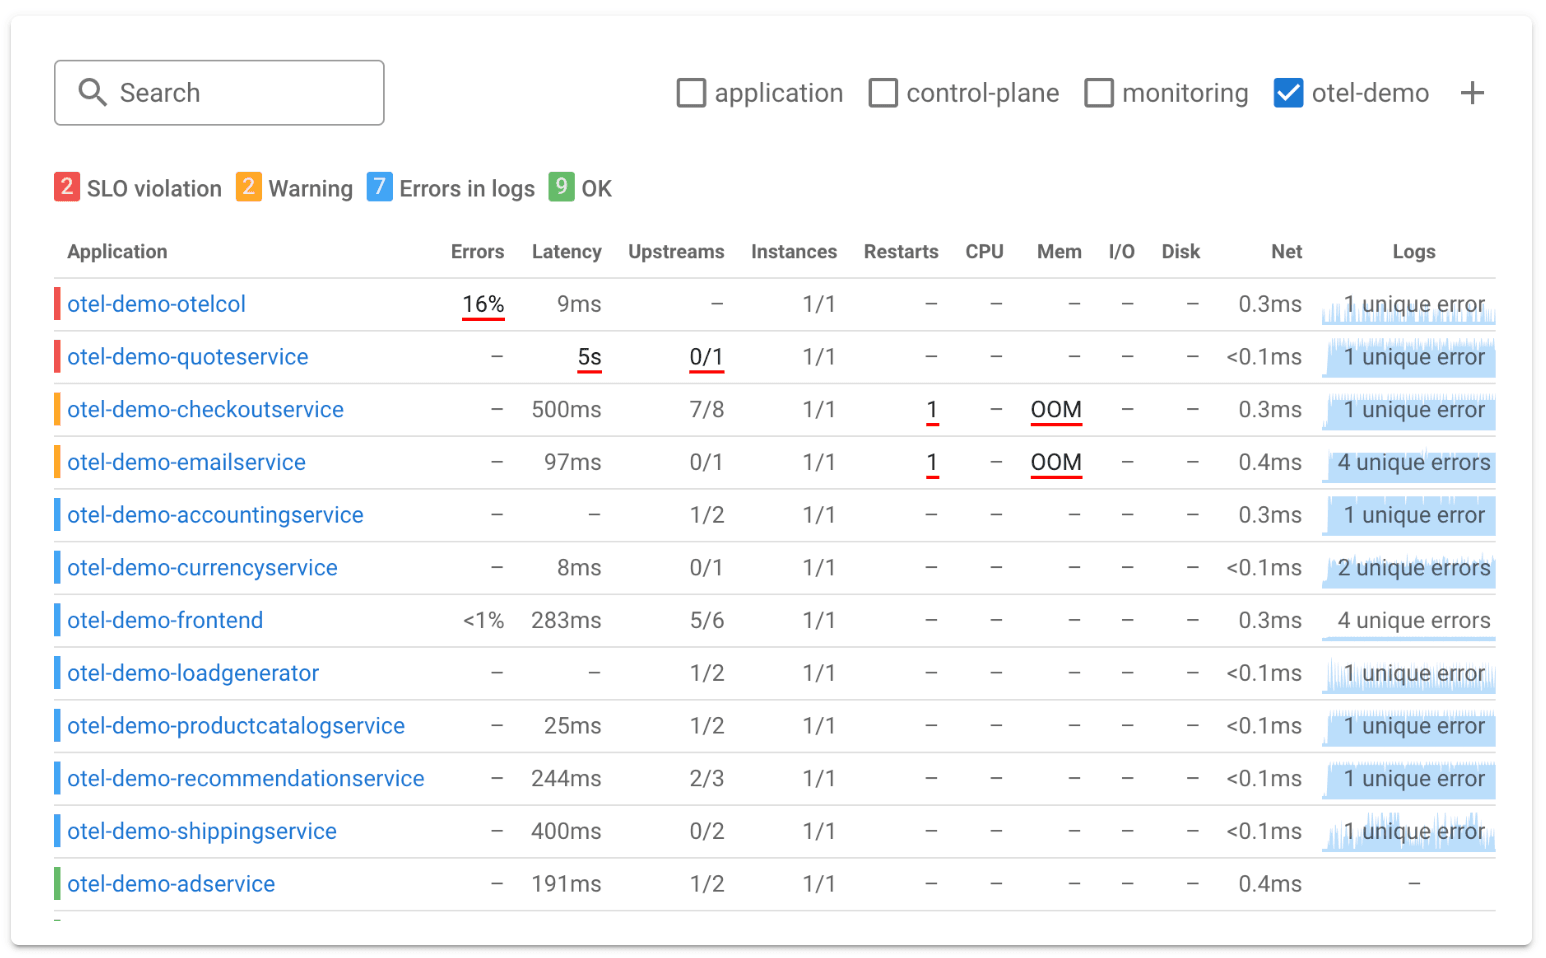 Search application control-plane monitoring otel-demo +
2 SLO violation 2 Warning 7 Errors in logs 9 OK
Application Errors Latency Upstreams Instances Restarts CPU Mem I/O Disk Net Logs
otel-demo-otelcol 16% 9ms – 1/1 – – – – – 0.3ms 1 unique error
otel-demo-quoteservice – 5s 0/1 1/1 – – – – – <0.1ms 1 unique error
otel-demo-checkoutservice – 500ms 7/8 1/1 1 – OOM – – 0.3ms 1 unique error
otel-demo-emailservice – 97ms 0/1 1/1 1 – OOM – – 0.4ms 4 unique errors
otel-demo-accountingservice – – 1/2 1/1 – – – – – 0.3ms 1 unique error
otel-demo-currencyservice – 8ms 0/1 1/1 – – – – – <0.1ms 2 unique errors
otel-demo-frontend <1% 283ms 5/6 1/1 – – – – – 0.3ms 4 unique errors
otel-demo-loadgenerator – – 1/2 1/1 – – – – – <0.1ms 1 unique error
otel-demo-productcatalogservice – 25ms 1/2 1/1 – – – – – <0.1ms 1 unique error
otel-demo-recommendationservice – 244ms 2/3 1/1 – – – – – <0.1ms 1 unique error
otel-demo-shippingservice – 400ms 0/2 1/1 – – – – – <0.1ms 1 unique error
otel-demo-adservice – 191ms 1/2 1/1 – – – – – 0.4ms –